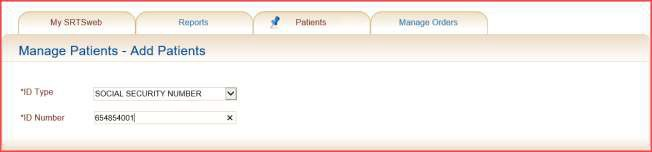 My SRTSweb Reports Patients Manage Orders
Manage Patients - Add Patients
*ID Type SOCIAL SECURITY NUMBER
*ID Number 654854001